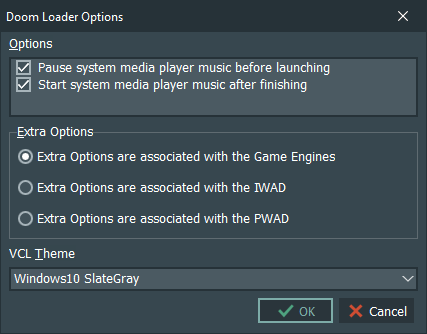 Doom Loader Options
Options
Pause system media player music before launching
Start system media player music after finishing
Extra Options
Extra Options are associated with the Game Engines
Extra Options are associated with the IWAD
Extra Options are associated with the PWAD
VCL Theme
Windows10 SlateGray
OK
Cancel